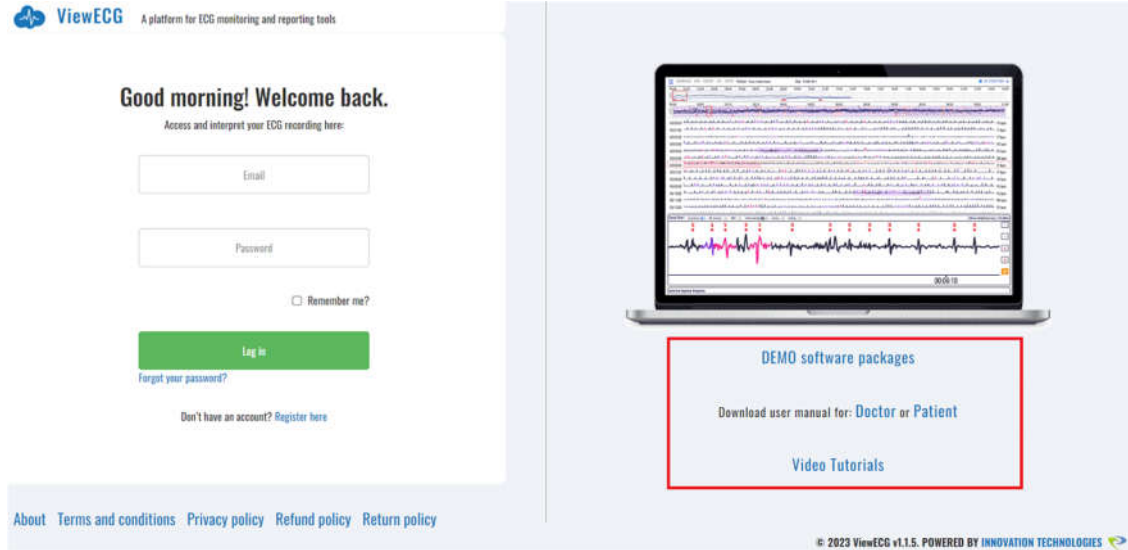 ViewECG A platform for ECG monitoring and reporting tools
Good morning! Welcome back.
Access and interpret your ECG recording here:
Email
Password
Remember me?
Log in
Forgot your password?
Don't have an account? Register here
About Terms and conditions Privacy policy Refund policy Return policy
00:09:10
DEMO software packages
Download user manual for: Doctor or Patient
Video Tutorials
© 2023 ViewECG v1.1.5. POWERED BY INNOVATION TECHNOLOGIES